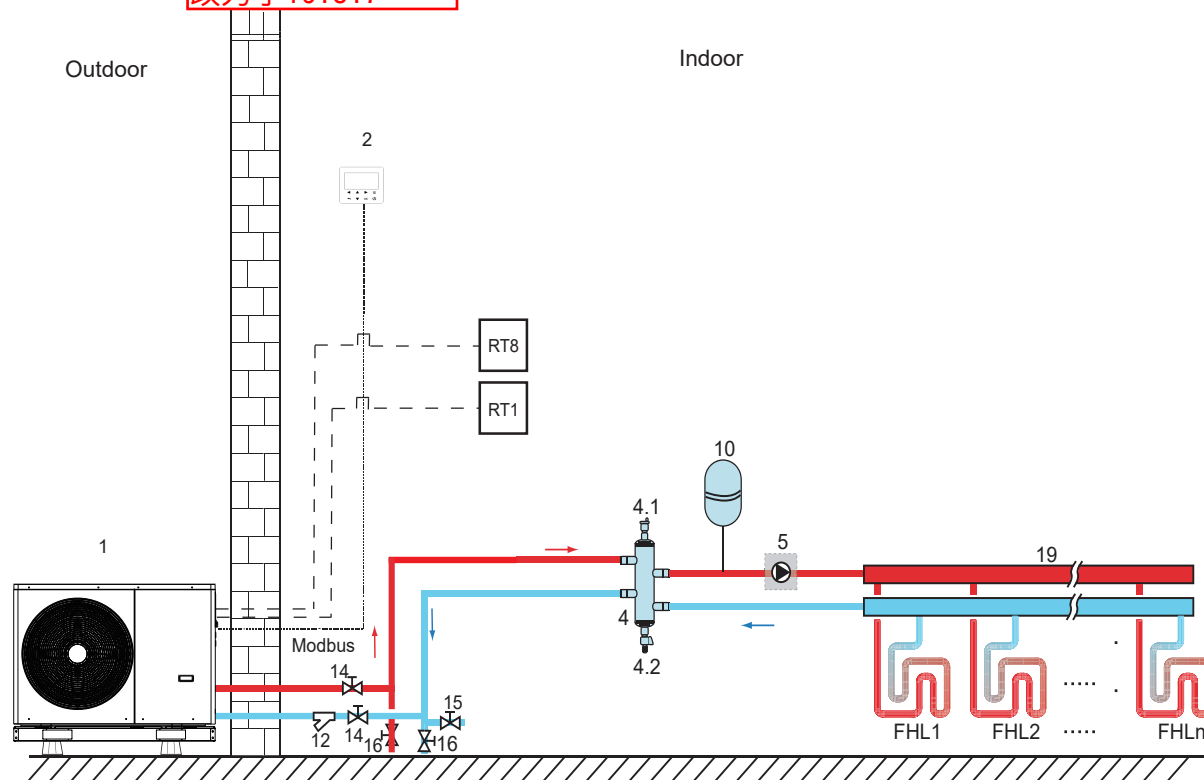 Outdoor
Indoor
2
RT8
RT1
10
4.1
5
19
1
4
4.2
Modbus
14
15
12
14
16
16
FHL1
FHL2
.....
.....
FHLn